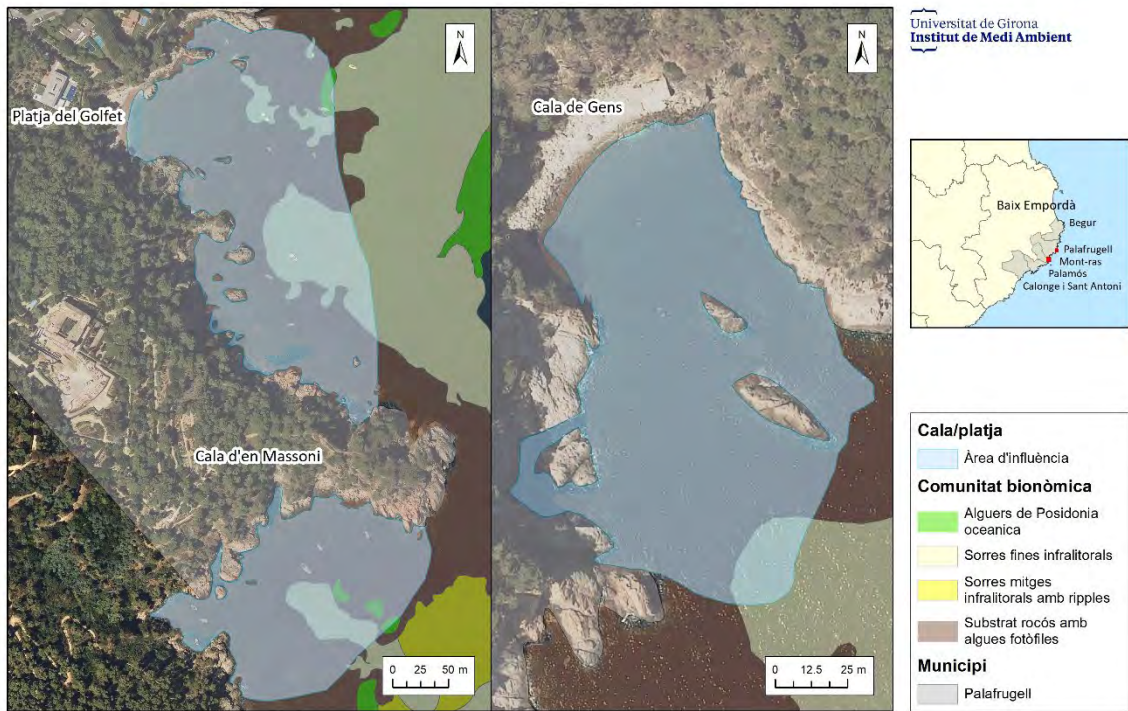 Platja del Golfet
Cala d'en Massoni
N
0 25 50 m
Cala de Gens
N
0 12.5 25 m
Universitat de Girona
Institut de Medi Ambient
Baix Empordà
Begur
Palafrugell
Mont-ras
Palamós
Calonge i Sant Antoni
Cala/platja
Àrea d'influència
Comunitat bionòmica
Alguers de Posidonia
oceanica
Sorres fines infralitorals
Sorres mitges
infralitorals amb ripples
Substrat rocós amb
algues fotòfiles
Municipi
Palafrugell